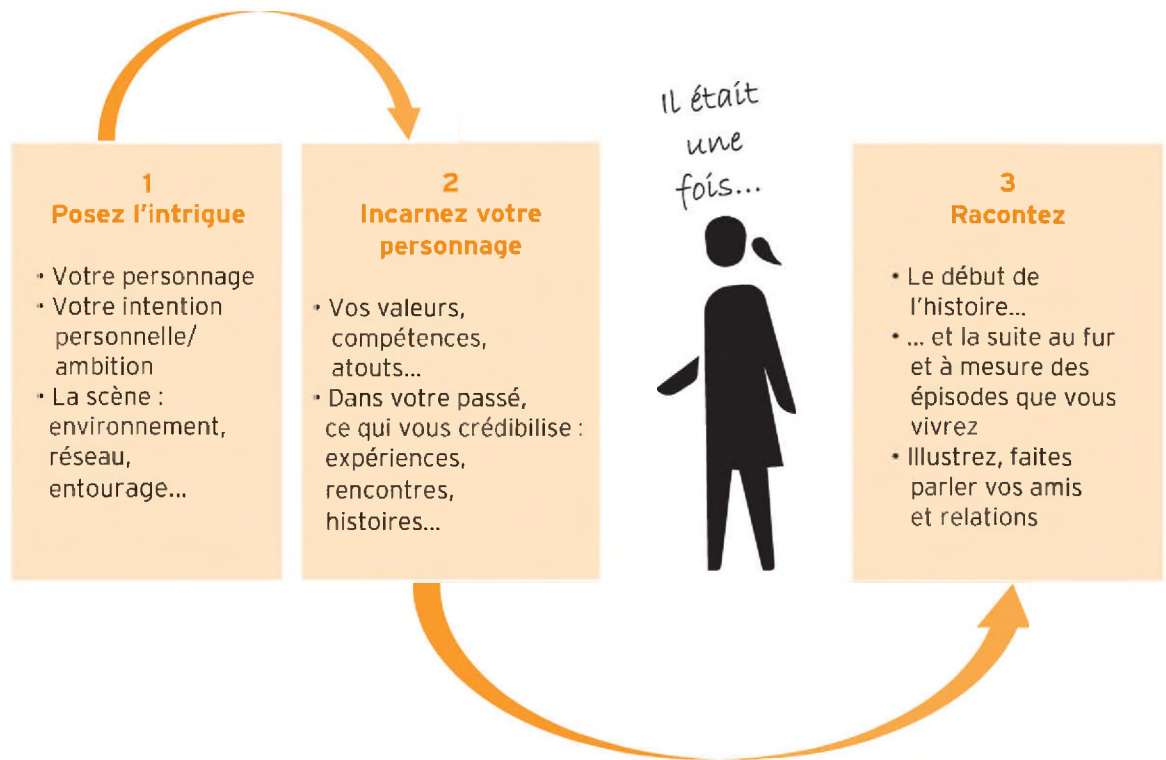 1
Posez l'intrigue
• Votre personnage
• Votre intention
personnelle/
ambition
• La scène :
environnement,
réseau,
entourage...
2
Incarnez votre
personnage
• Vos valeurs,
compétences,
atouts...
• Dans votre passé,
ce qui vous crédibilise :
expériences,
rencontres,
histoires...
Il était
une
fois...
3
Racontez
• Le début de
l'histoire...
• ... et la suite au fur
et à mesure des
épisodes que vous
vivrez
• Illustrez, faites
parler vos amis
et relations